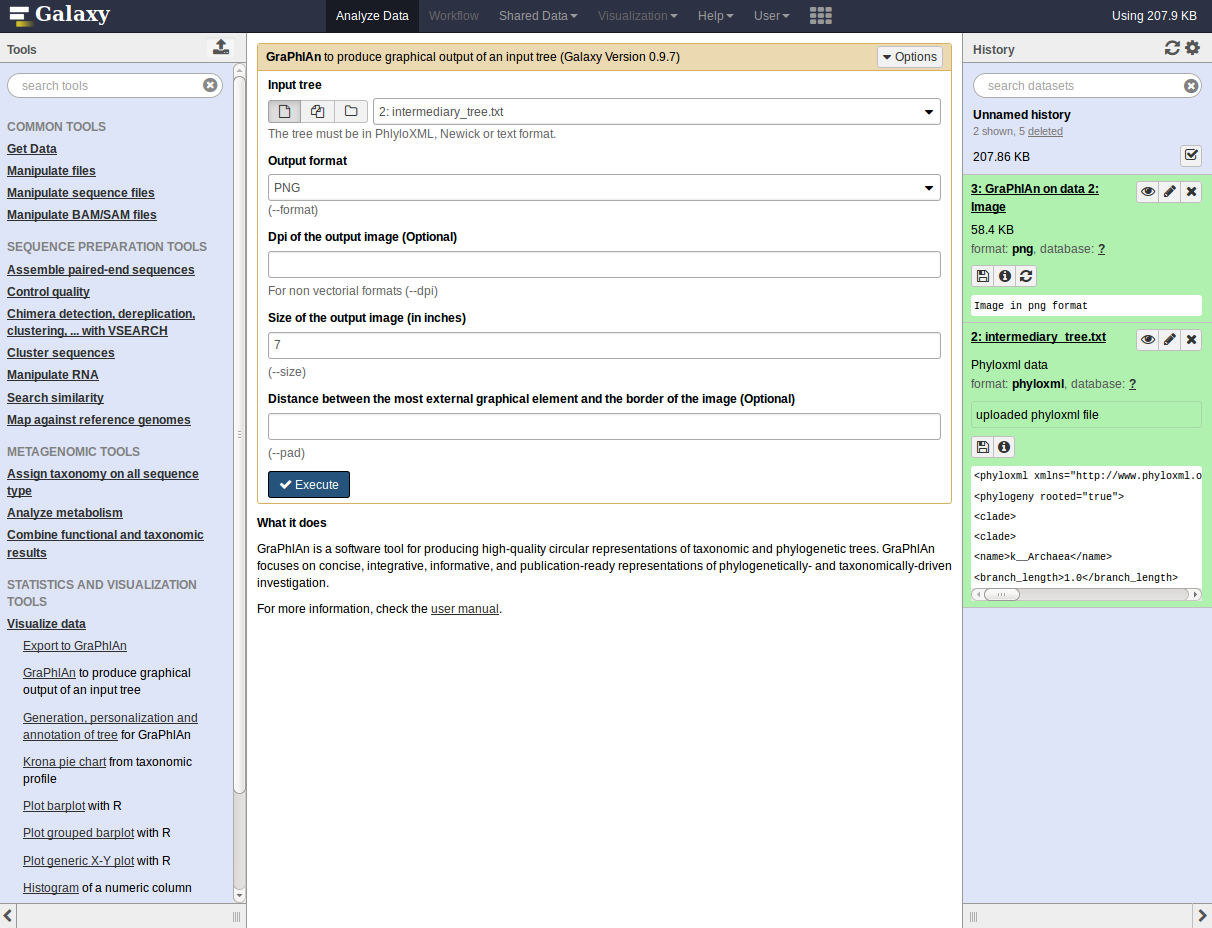 Galaxy
Analyze Data
Workflow
Shared Data
Visualization
Help
User
Using 207.9 KB
Tools
search tools
COMMON TOOLS
Get Data
Manipulate files
Manipulate sequence files
Manipulate BAM/SAM files
SEQUENCE PREPARATION TOOLS
Assemble paired-end sequences
Control quality
Chimera detection, dereplication,
clustering, ... with VSEARCH
Cluster sequences
Manipulate RNA
Search similarity
Map against reference genomes
METAGENOMIC TOOLS
Assign taxonomy on all sequence
type
Analyze metabolism
Combine functional and taxonomic
results
STATISTICS AND VISUALIZATION
TOOLS
Visualize data
Export to GraPhlAn
GraPhlAn to produce graphical
output of an input tree
Generation, personalization and
annotation of tree for GraPhlAn
Krona pie chart from taxonomic
profile
Plot barplot with R
Plot grouped barplot with R
Plot generic X-Y plot with R
Histogram of a numeric column
GraPhlAn to produce graphical output of an input tree (Galaxy Version 0.9.7)
Options
Input tree
2: intermediary_tree.txt
The tree must be in PhlyloXML, Newick or text format.
Output format
PNG
(--format)
Dpi of the output image (Optional)
For non vectorial formats (--dpi)
Size of the output image (in inches)
7
(--size)
Distance between the most external graphical element and the border of the image (Optional)
(--pad)
Execute
What it does
GraPhlAn is a software tool for producing high-quality circular representations of taxonomic and phylogenetic trees. GraPhlAn
focuses on concise, integrative, informative, and publication-ready representations of phylogenetically- and taxonomically-driven
investigation.
For more information, check the user manual.
History
search datasets
Unnamed history
2 shown, 5 deleted
207.86 KB
3: GraPhlAn on data 2:
Image
58.4 KB
format: png, database: ?
Image in png format
2: intermediary_tree.txt
Phyloxml data
format: phyloxml, database: ?
uploaded phyloxml file
<phyloxml xmlns="http://www.phyloxml.o
<phylogeny rooted="true">
<clade>
<clade>
<name>k__Archaea</name>
<branch_length>1.0</branch_length>